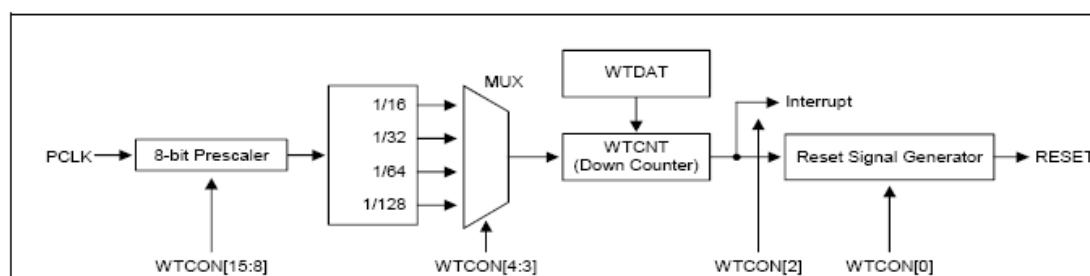 PCLK
8-bit Prescaler
1/16
1/32
1/64
1/128
MUX
WTDAT
WTCNT
(Down Counter)
Interrupt
Reset Signal Generator
RESET
WTCON[15:8]
WTCON[4:3]
WTCON[2]
WTCON[0]